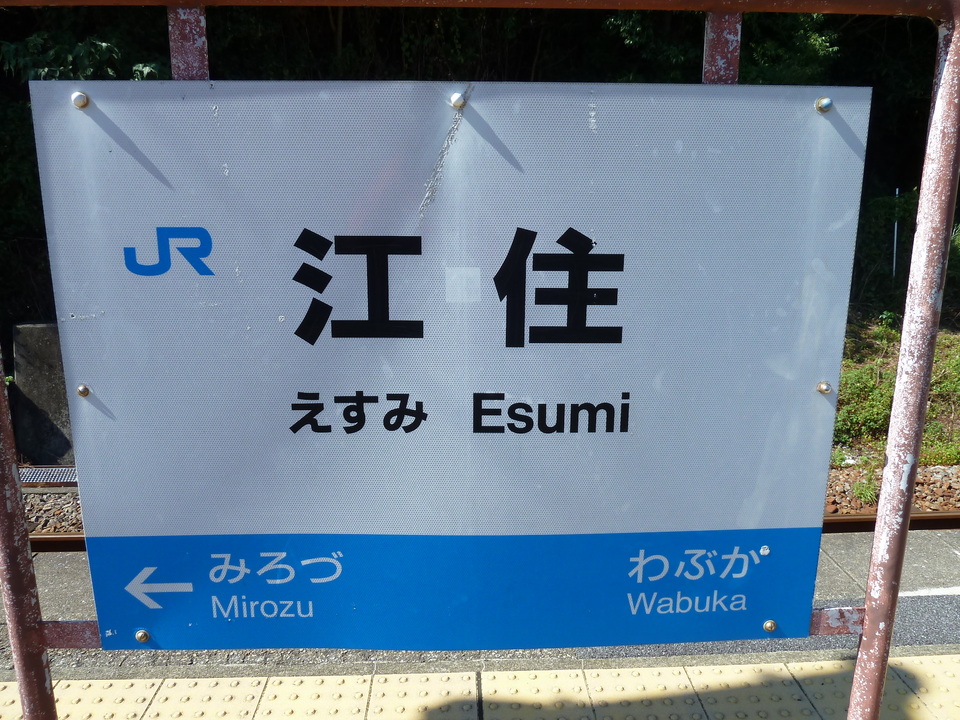 JR
江住
えすみ Esumi
← みろづ
Mirozu
わぶか
Wabuka